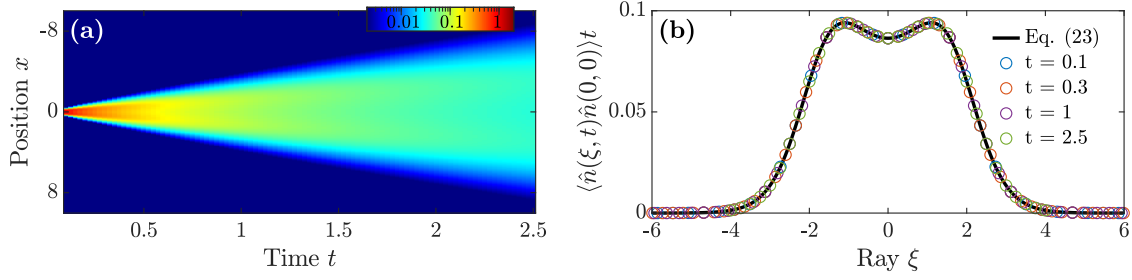 (a)
0.01 0.1 1
-8
0
8
Position x
0.5 1 1.5 2 2.5
Time t
(b)
0.1
0.05
0
⟨n̂(ξ, t)n̂(0, 0)⟩t
Eq. (23)
t = 0.1
t = 0.3
t = 1
t = 2.5
-6 -4 -2 0 2 4 6
Ray ξ